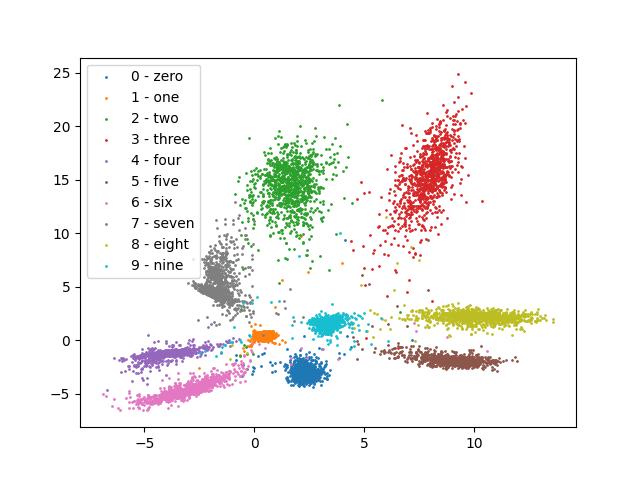 0 - zero
1 - one
2 - two
3 - three
4 - four
5 - five
6 - six
7 - seven
8 - eight
9 - nine
25
20
15
10
5
0
−5
−5
0
5
10